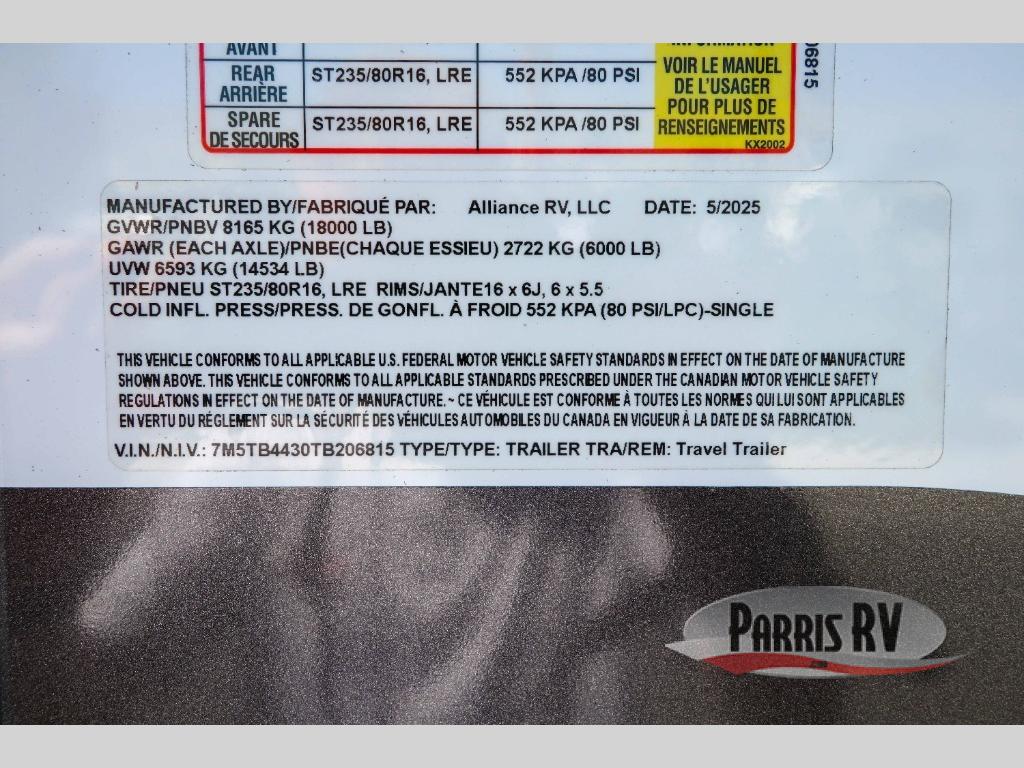 AVANT
INFORMATION
REAR ST235/80R16, LRE 552 KPA /80 PSI
ARRIÈRE
SPARE ST235/80R16, LRE 552 KPA /80 PSI
DE SECOURS
VOIR LE MANUEL
DE L'USAGER
POUR PLUS DE
RENSEIGNEMENTS
KX2002
06815
MANUFACTURED BY/FABRIQUÉ PAR: Alliance RV, LLC DATE: 5/2025
GVWR/PNBV 8165 KG (18000 LB)
GAWR (EACH AXLE)/PNBE(CHAQUE ESSIEU) 2722 KG (6000 LB)
UVW 6593 KG (14534 LB)
TIRE/PNEU ST235/80R16, LRE RIMS/JANTE16 x 6J, 6 x 5.5
COLD INFL. PRESS/PRESS. DE GONFL. À FROID 552 KPA (80 PSI/LPC)-SINGLE
THIS VEHICLE CONFORMS TO ALL APPLICABLE U.S. FEDERAL MOTOR VEHICLE SAFETY STANDARDS IN EFFECT ON THE DATE OF MANUFACTURE
SHOWN ABOVE. THIS VEHICLE CONFORMS TO ALL APPLICABLE STANDARDS PRESCRIBED UNDER THE CANADIAN MOTOR VEHICLE SAFETY
REGULATIONS IN EFFECT ON THE DATE OF MANUFACTURE. ~ CE VÉHICULE EST CONFORME À TOUTES LES NORMES QUI LUI SONT APPLICABLES
EN VERTU DU RÉGLEMENT SUR LA SÉCURITÉ DES VÉHICULES AUTOMOBILES DU CANADA EN VIGUEUR À LA DATE DE SA FABRICATION.
V.I.N./N.I.V.: 7M5TB4430TB206815 TYPE/TYPE: TRAILER TRA/REM: Travel Trailer
PARRIS RV